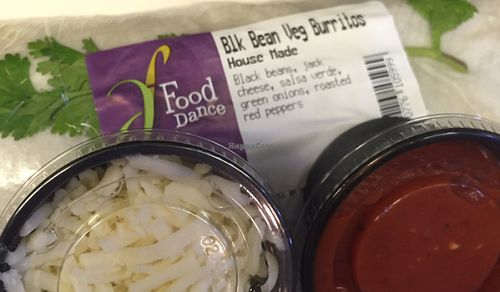 Blk Bean Veg Burritos
House Made
Black beans, jack
cheese, salsa verde,
green onions, roasted
red peppers
Food
Dance
HappyCow